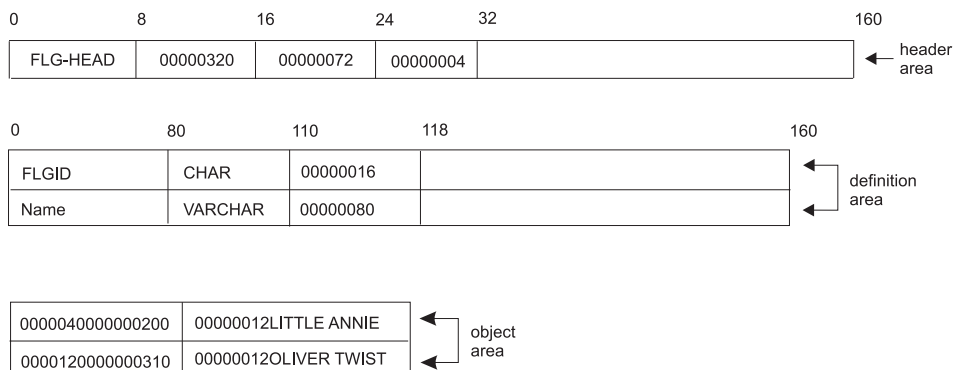 0 8 16 24 32 160
FLG-HEAD 00000320 00000072 00000004
header
area
0 80 110 118 160
FLGID CHAR 00000016
Name VARCHAR 00000080
definition
area
0000040000000200 00000012LITTLE ANNIE
0000120000000310 00000012OLIVER TWIST
object
area